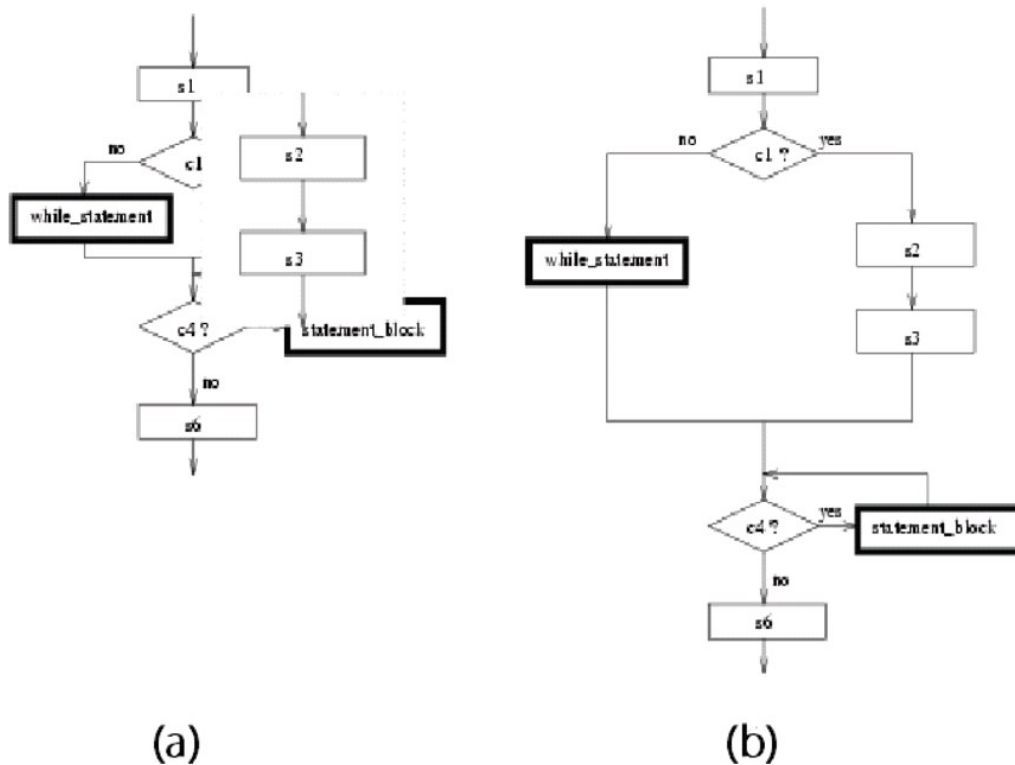 s1
no
c1
while_statement
s2
s3
c4 ?
statement_block
no
s6
(a)
s1
no
c1 ?
yes
while_statement
s2
s3
c4 ?
yes
statement_block
no
s6
(b)